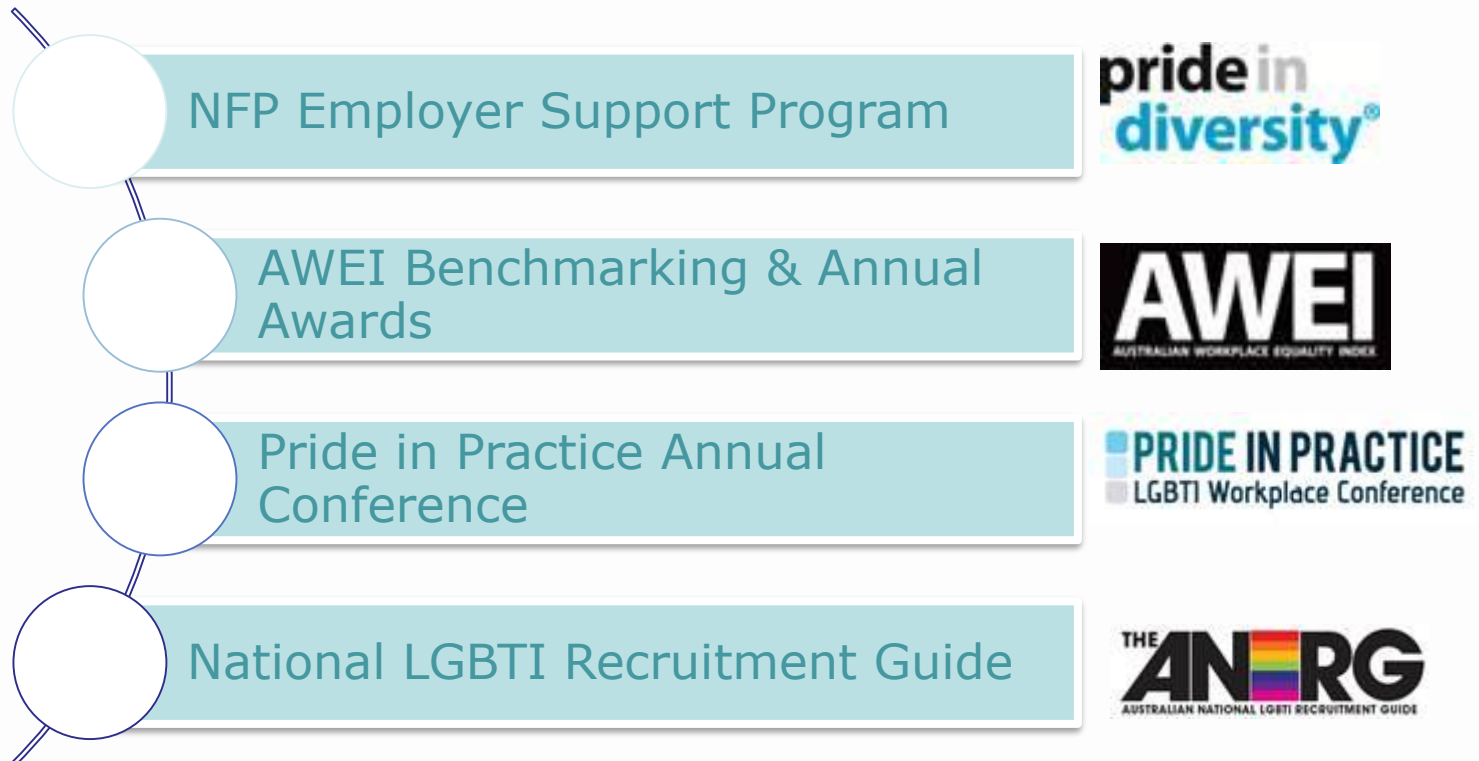 NFP Employer Support Program
pride in
diversity®
AWEI Benchmarking & Annual
Awards
AWEI
AUSTRALIAN WORKPLACE EQUALITY INDEX
Pride in Practice Annual
Conference
PRIDE IN PRACTICE
LGBTI Workplace Conference
National LGBTI Recruitment Guide
THE
ANERG
AUSTRALIAN NATIONAL LGBTI RECRUITMENT GUIDE